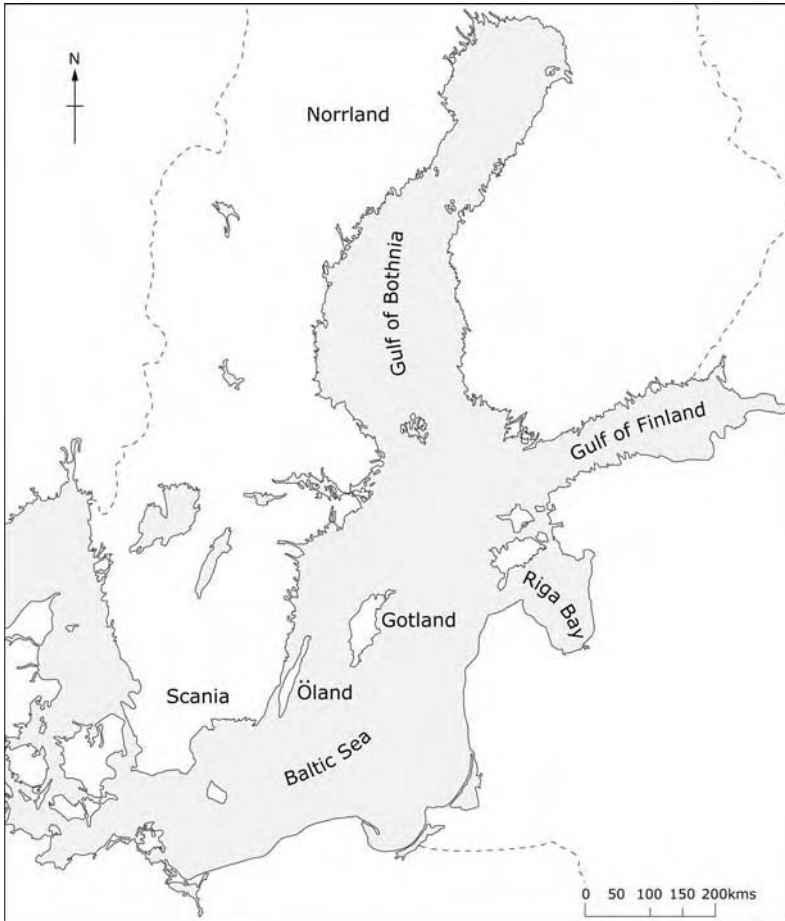 N
Norrland
Gulf of Bothnia
Gulf of Finland
Riga Bay
Gotland
Scania
Öland
Baltic Sea
0 50 100 150 200kms